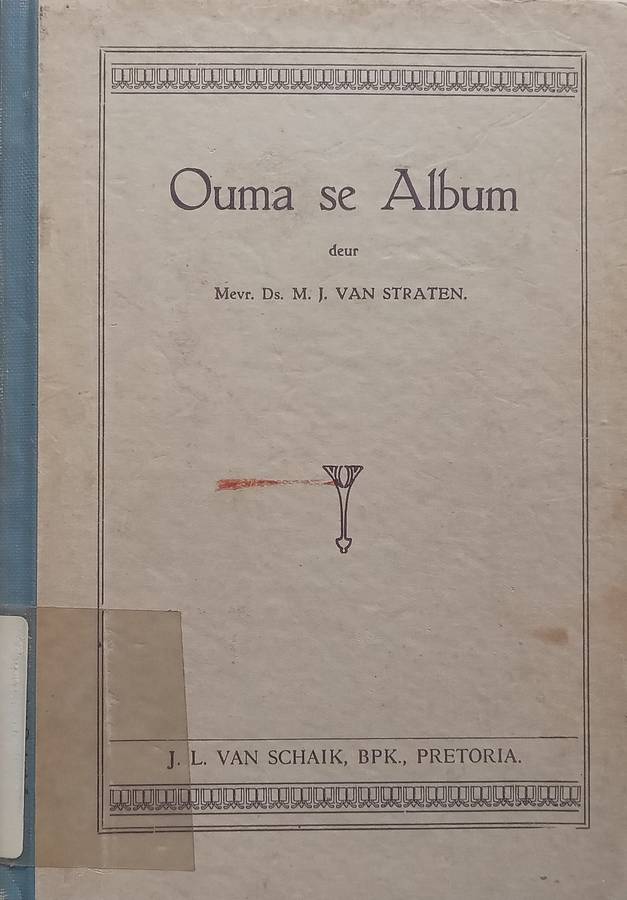 Ouma se Album
deur
Mevr. Ds. M. J. VAN STRATEN.
J. L. VAN SCHAIK, BPK., PRETORIA.